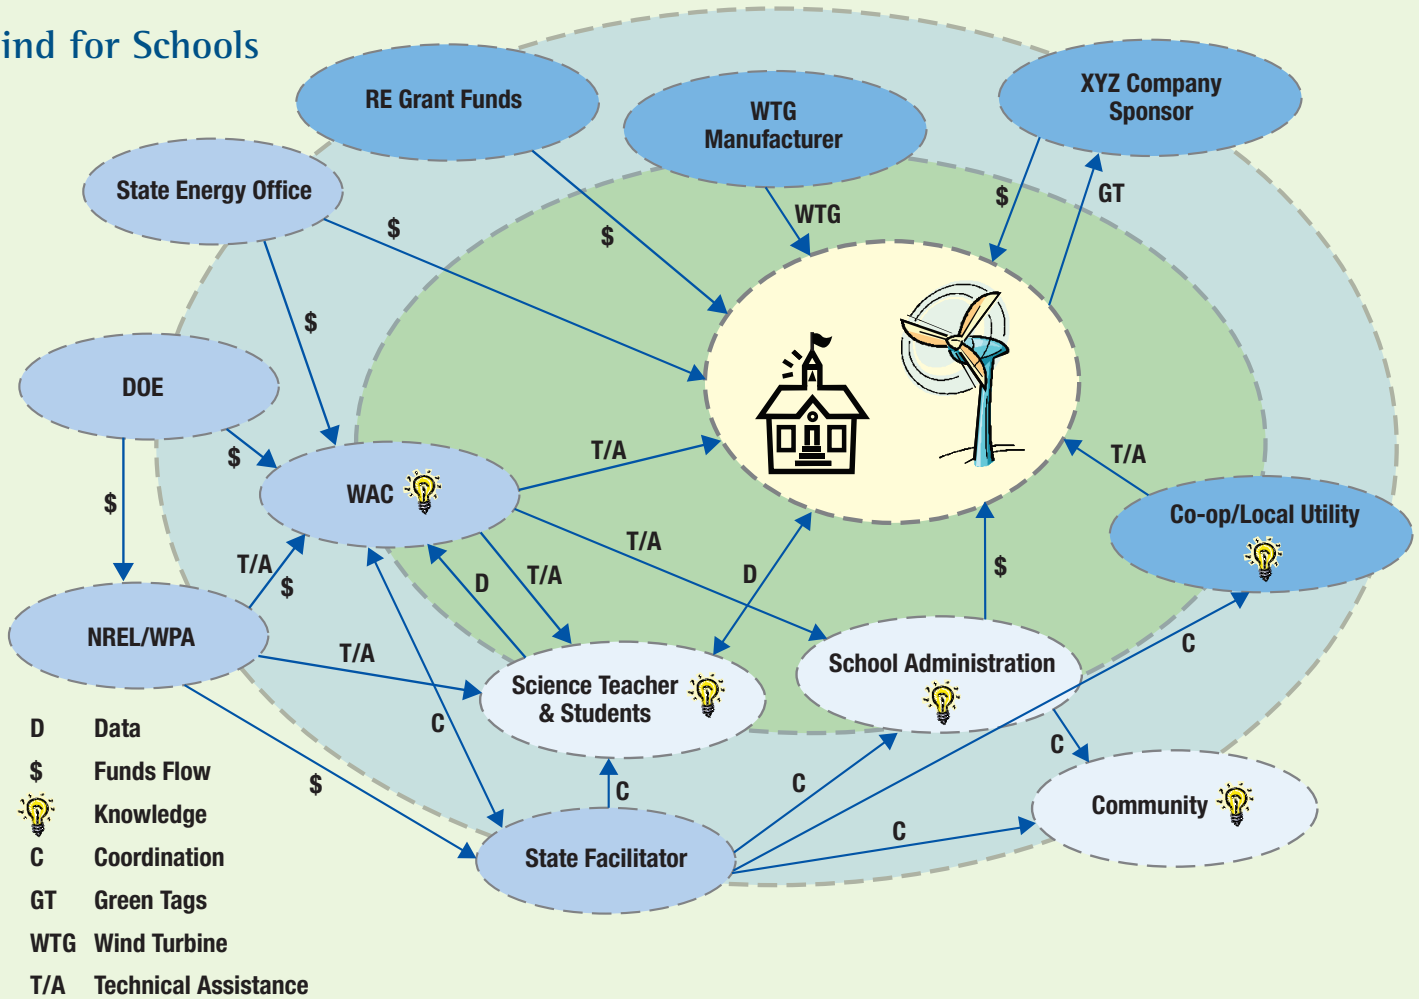 ind for Schools
RE Grant Funds
WTG
Manufacturer
XYZ Company
Sponsor
State Energy Office
$
$
WTG
$
GT
$
DOE
$
$
WAC
T/A
T/A
Co-op/Local Utility
T/A
$
T/A
D
T/A
D
$
NREL/WPA
T/A
Science Teacher
& Students
School Administration
C
C
C
$
C
C
C
Community
State Facilitator
D Data
$ Funds Flow
Knowledge
C Coordination
GT Green Tags
WTG Wind Turbine
T/A Technical Assistance